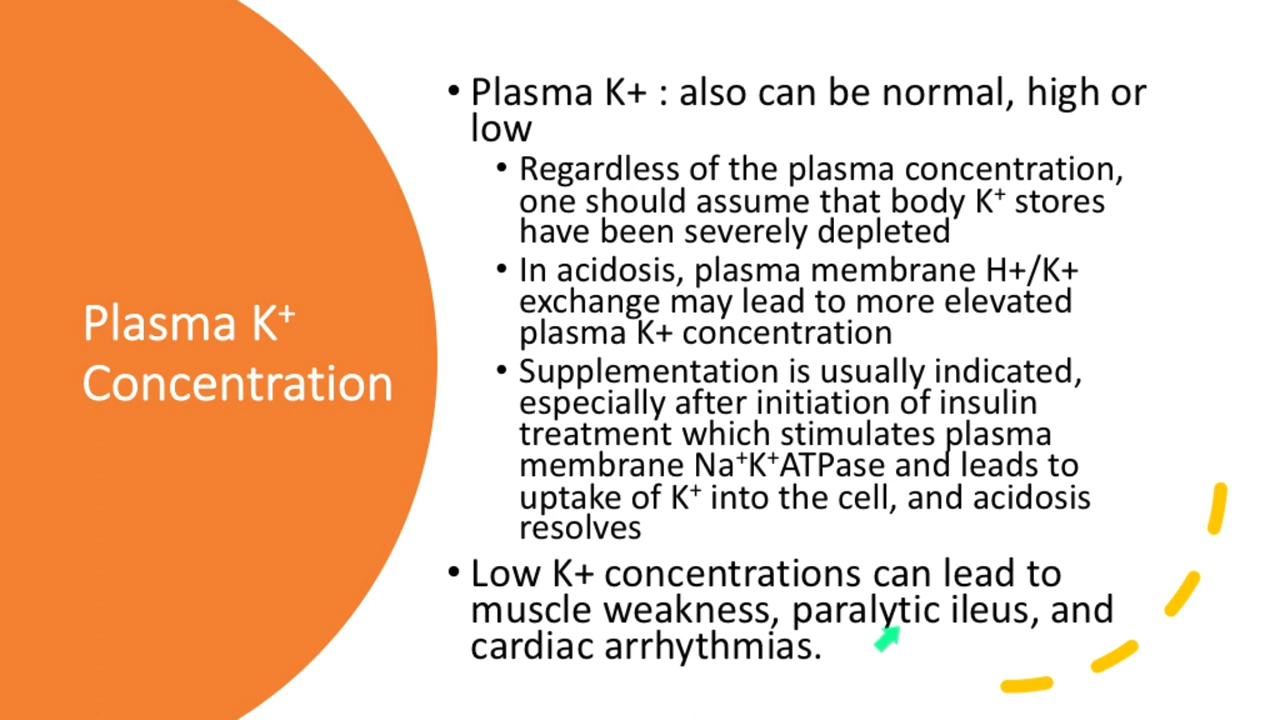 Plasma K⁺
Concentration
• Plasma K+ : also can be normal, high or
low
• Regardless of the plasma concentration,
one should assume that body K⁺ stores
have been severely depleted
• In acidosis, plasma membrane H+/K+
exchange may lead to more elevated
plasma K+ concentration
• Supplementation is usually indicated,
especially after initiation of insulin
treatment which stimulates plasma
membrane Na⁺K⁺ATPase and leads to
uptake of K⁺ into the cell, and acidosis
resolves
• Low K+ concentrations can lead to
muscle weakness, paralytic ileus, and
cardiac arrhythmias.